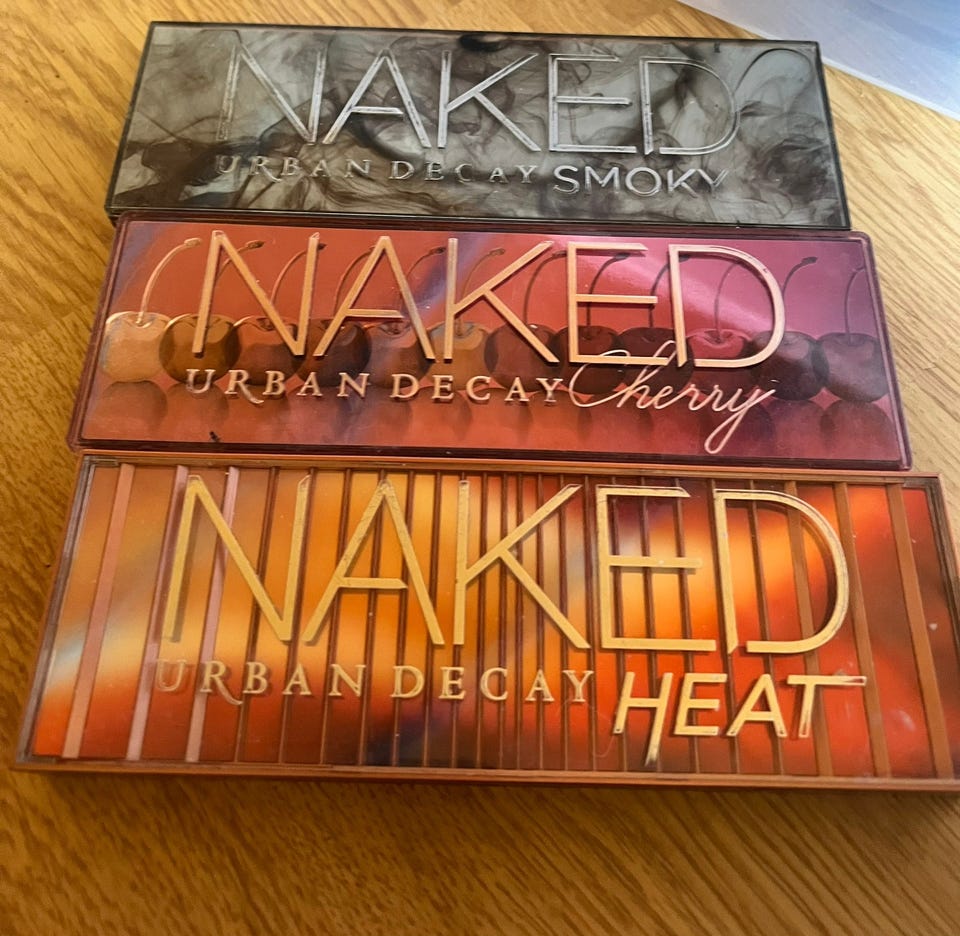 NAKED
URBAN DECAY SMOKY
NAKED
URBAN DECAY Cherry
NAKED
URBAN DECAY HEAT